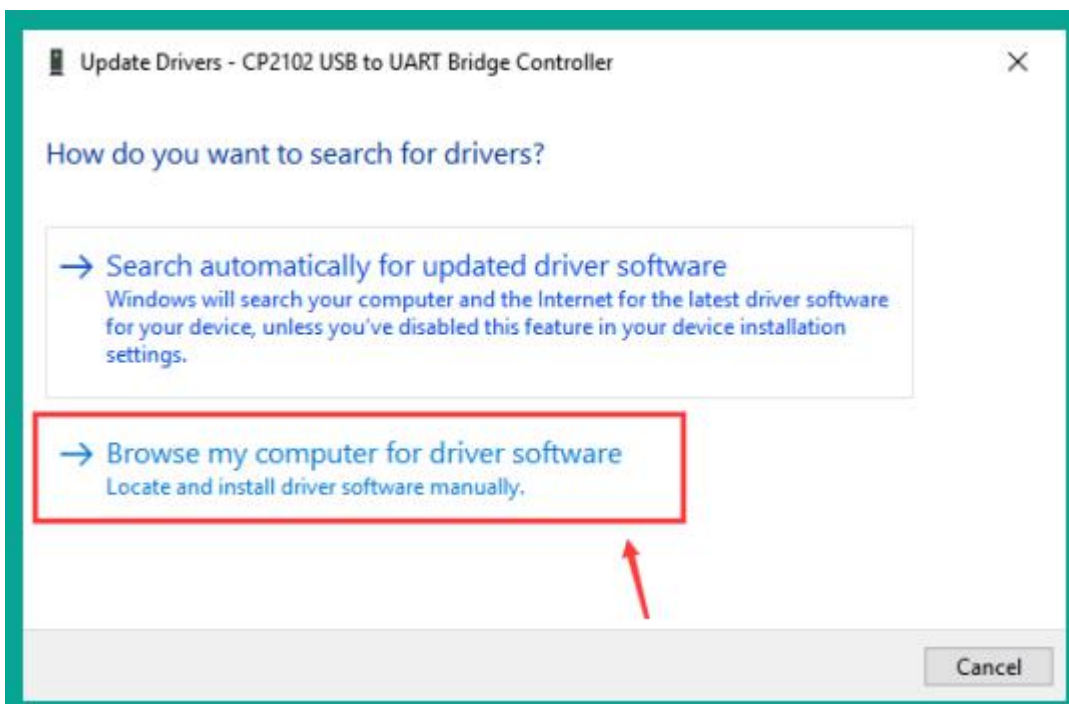 Update Drivers - CP2102 USB to UART Bridge Controller
How do you want to search for drivers?
Search automatically for updated driver software
Windows will search your computer and the Internet for the latest driver software
for your device, unless you've disabled this feature in your device installation
settings.
Browse my computer for driver software
Locate and install driver software manually.
Cancel